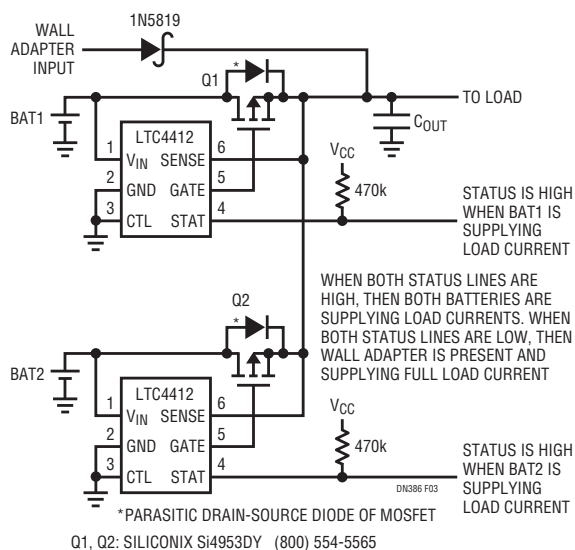 1N5819
WALL
ADAPTER
INPUT
*
Q1
TO LOAD
BAT1
COUT
LTC4412
1
VIN
SENSE
6
2
GND
GATE
5
3
CTL
STAT
4
VCC
470k
STATUS IS HIGH
WHEN BAT1 IS
SUPPLYING
LOAD CURRENT
WHEN BOTH STATUS LINES ARE
HIGH, THEN BOTH BATTERIES ARE
SUPPLYING LOAD CURRENTS. WHEN
BOTH STATUS LINES ARE LOW, THEN
WALL ADAPTER IS PRESENT AND
SUPPLYING FULL LOAD CURRENT
Q2
*
BAT2
LTC4412
1
VIN
SENSE
6
2
GND
GATE
5
3
CTL
STAT
4
VCC
470k
STATUS IS HIGH
WHEN BAT2 IS
SUPPLYING
LOAD CURRENT
DN386 F03
*PARASITIC DRAIN-SOURCE DIODE OF MOSFET
Q1, Q2: SILICONIX Si4953DY (800) 554-5565